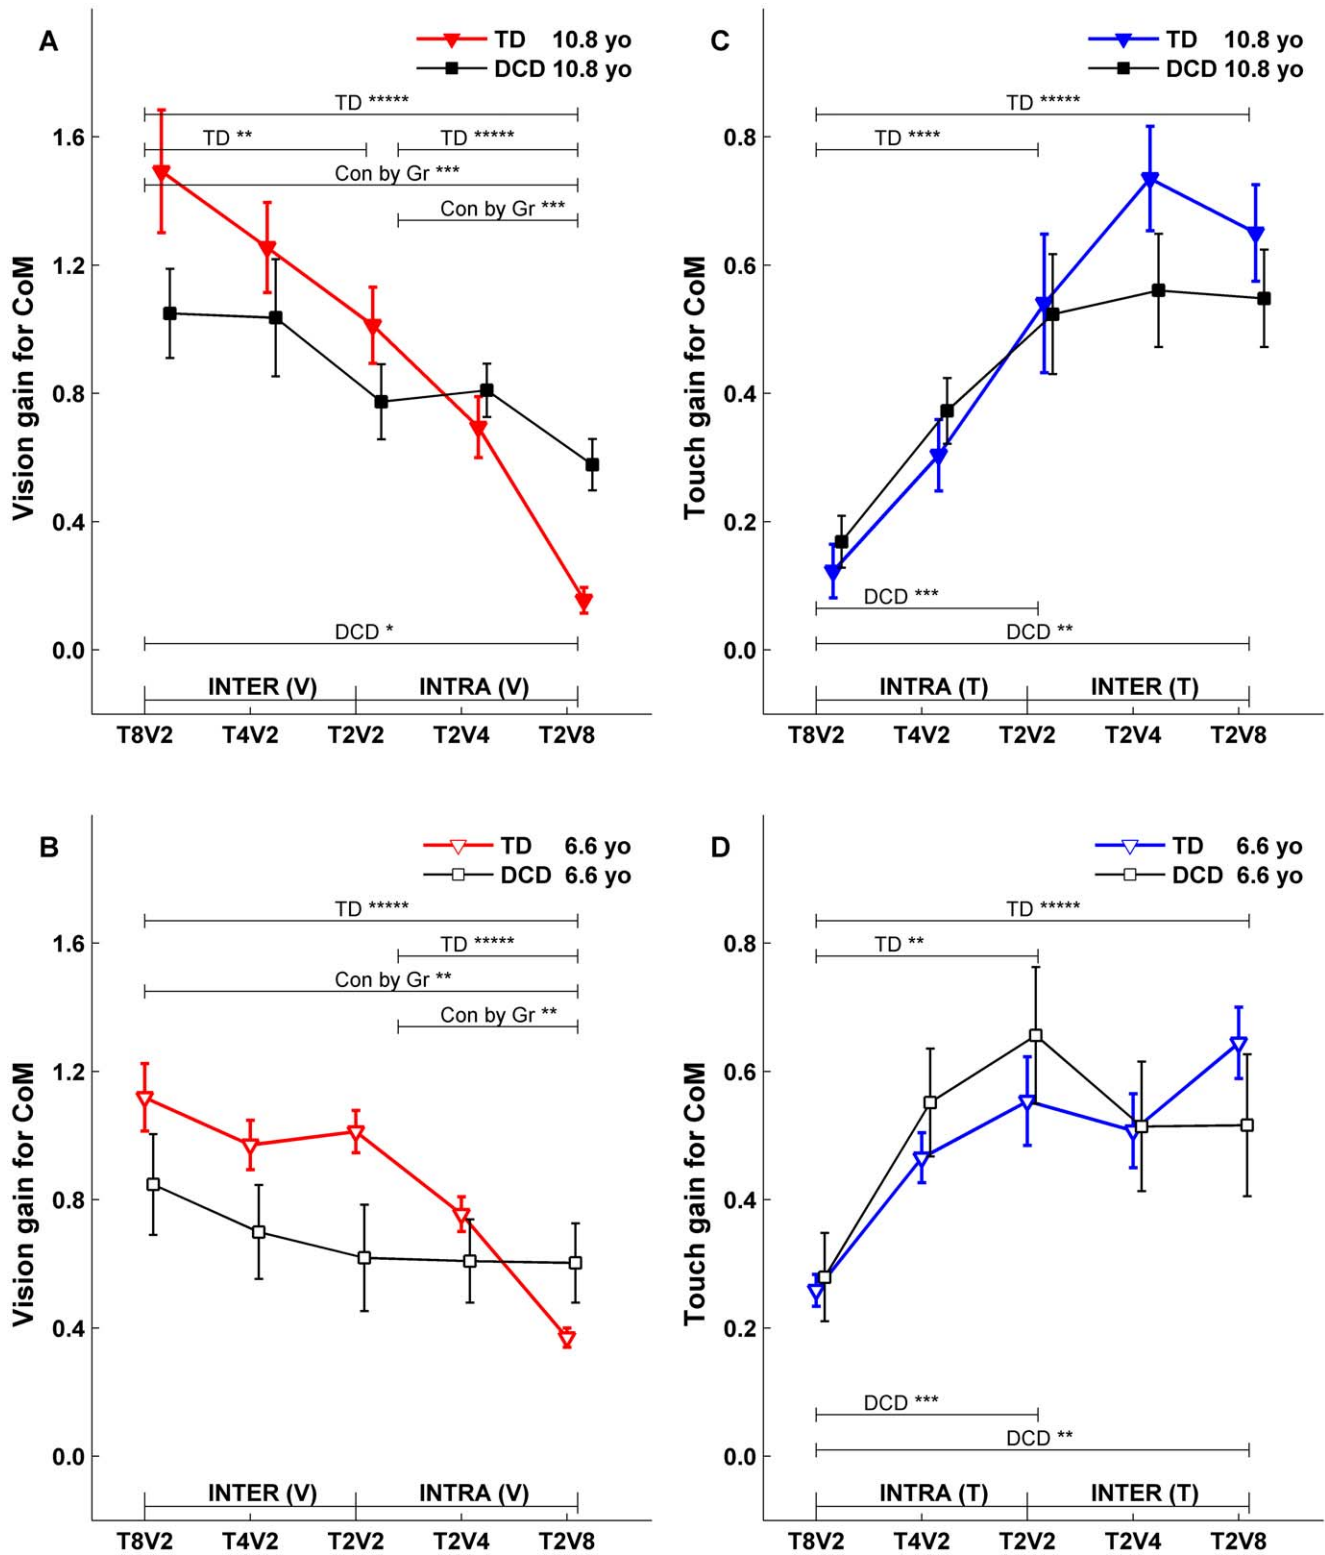 A
TD 10.8 yo
DCD 10.8 yo
TD *****
TD **
TD *****
Con by Gr ***
Con by Gr ***
Vision gain for CoM
1.6
1.2
0.8
0.4
0.0
DCD *
INTER (V)
INTRA (V)
T8V2 T4V2 T2V2 T2V4 T2V8
C
TD 10.8 yo
DCD 10.8 yo
TD *****
TD ****
Touch gain for CoM
0.8
0.6
0.4
0.2
0.0
DCD ***
DCD **
INTRA (T)
INTER (T)
T8V2 T4V2 T2V2 T2V4 T2V8
B
TD 6.6 yo
DCD 6.6 yo
TD *****
TD *****
Con by Gr **
Con by Gr **
Vision gain for CoM
1.6
1.2
0.8
0.4
0.0
INTER (V)
INTRA (V)
T8V2 T4V2 T2V2 T2V4 T2V8
D
TD 6.6 yo
DCD 6.6 yo
TD *****
TD **
Touch gain for CoM
0.8
0.6
0.4
0.2
0.0
DCD ***
DCD **
INTRA (T)
INTER (T)
T8V2 T4V2 T2V2 T2V4 T2V8